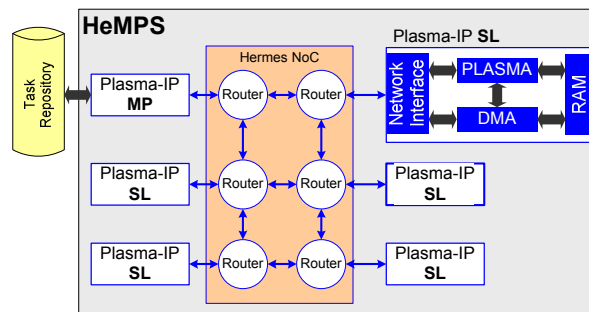 HeMPS
Plasma-IP SL
Hermes NoC
Task
Repository
Plasma-IP
MP
Router
Router
Network
Interface
PLASMA
DMA
RAM
Plasma-IP
SL
Router
Router
Plasma-IP
SL
Plasma-IP
SL
Router
Router
Plasma-IP
SL